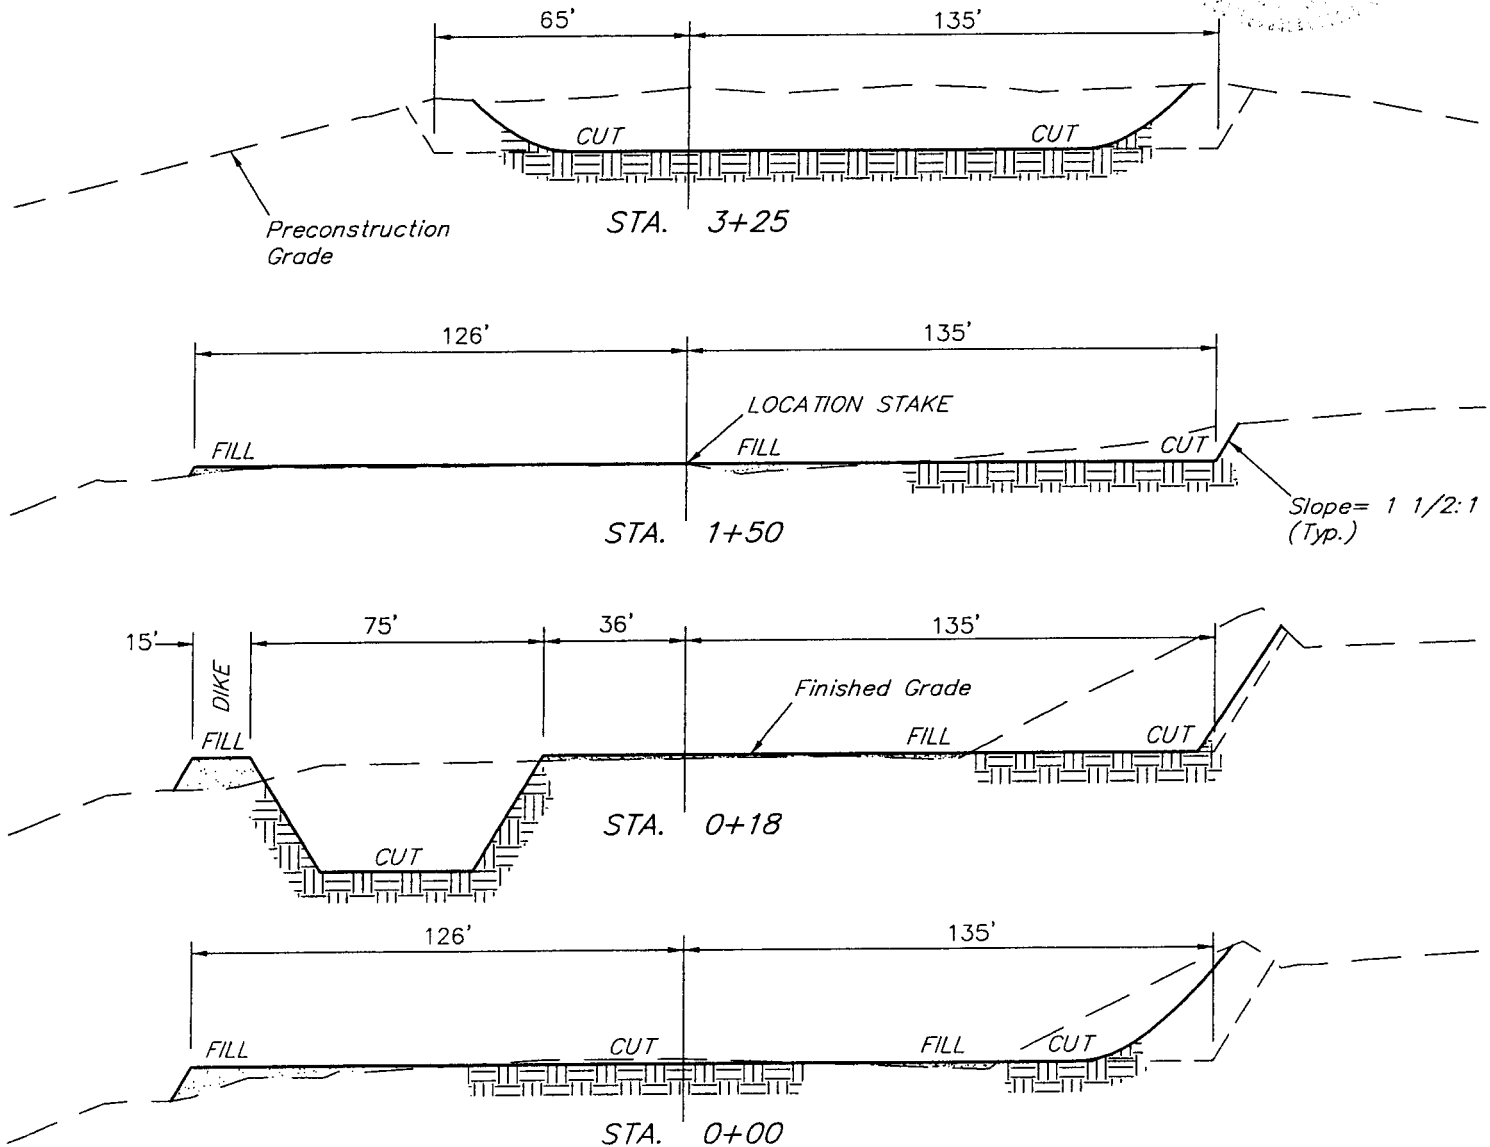 65' 135'
CUT CUT
STA. 3+25
Preconstruction
Grade
126' 135'
LOCATION STAKE
FILL FILL CUT
STA. 1+50
Slope= 1 1/2:1
(Typ.)
15' 75' 36' 135'
DIKE
Finished Grade
FILL FILL CUT
STA. 0+18
CUT
126' 135'
FILL CUT FILL CUT
STA. 0+00